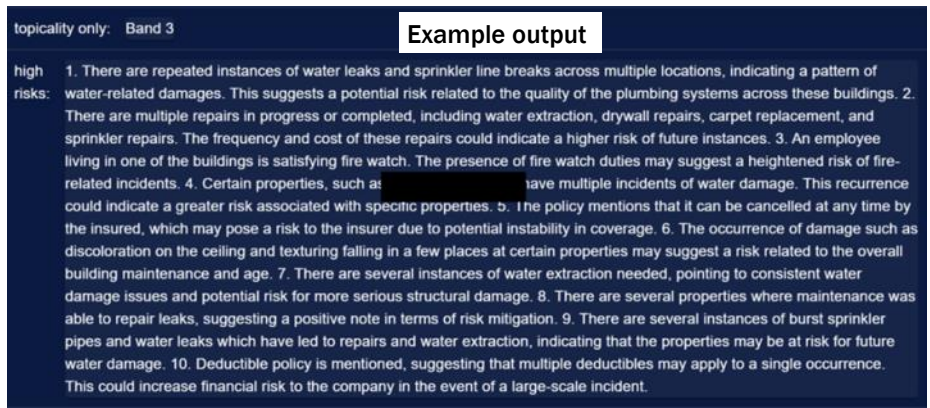 topicality only: Band 3
Example output
high risks: 1. There are repeated instances of water leaks and sprinkler line breaks across multiple locations, indicating a pattern of
water-related damages. This suggests a potential risk related to the quality of the plumbing systems across these buildings. 2.
There are multiple repairs in progress or completed, including water extraction, drywall repairs, carpet replacement, and
sprinkler repairs. The frequency and cost of these repairs could indicate a higher risk of future instances. 3. An employee
living in one of the buildings is satisfying fire watch. The presence of fire watch duties may suggest a heightened risk of fire-
related incidents. 4. Certain properties, such as have multiple incidents of water damage. This recurrence
could indicate a greater risk associated with specific properties. 5. The policy mentions that it can be cancelled at any time by
the insured, which may pose a risk to the insurer due to potential instability in coverage. 6. The occurrence of damage such as
discoloration on the ceiling and texturing falling in a few places at certain properties may suggest a risk related to the overall
building maintenance and age. 7. There are several instances of water extraction needed, pointing to consistent water
damage issues and potential risk for more serious structural damage. 8. There are several properties where maintenance was
able to repair leaks, suggesting a positive note in terms of risk mitigation. 9. There are several instances of burst sprinkler
pipes and water leaks which have led to repairs and water extraction, indicating that the properties may be at risk for future
water damage. 10. Deductible policy is mentioned, suggesting that multiple deductibles may apply to a single occurrence.
This could increase financial risk to the company in the event of a large-scale incident.